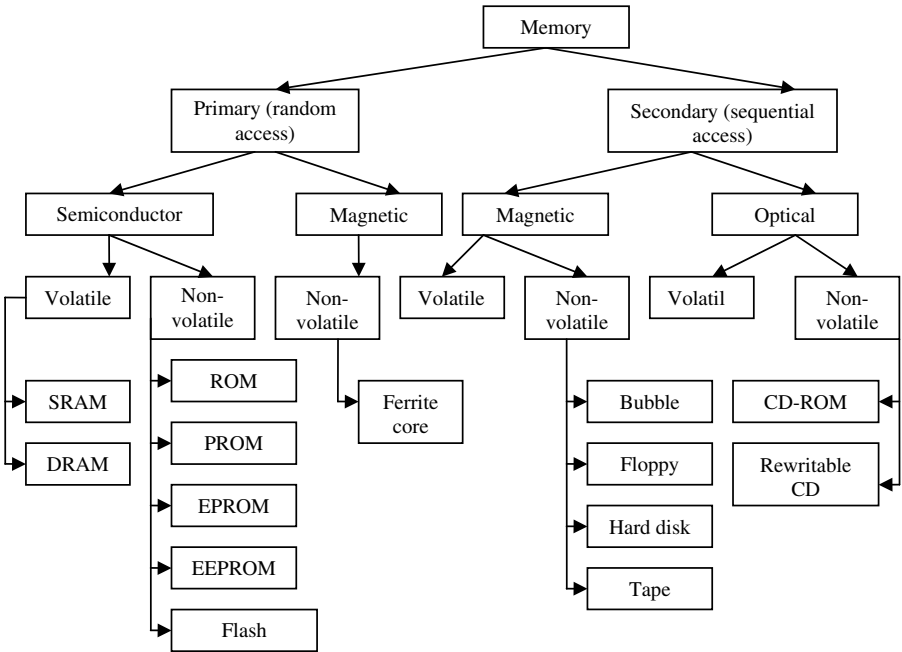 Memory
Primary (random
access)
Secondary (sequential
access)
Semiconductor
Magnetic
Magnetic
Optical
Volatile
Non-
volatile
Non-
volatile
Volatile
Non-
volatile
Volatil
Non-
volatile
SRAM
DRAM
ROM
PROM
EPROM
EEPROM
Flash
Ferrite
core
Bubble
Floppy
Hard disk
Tape
CD-ROM
Rewritable
CD